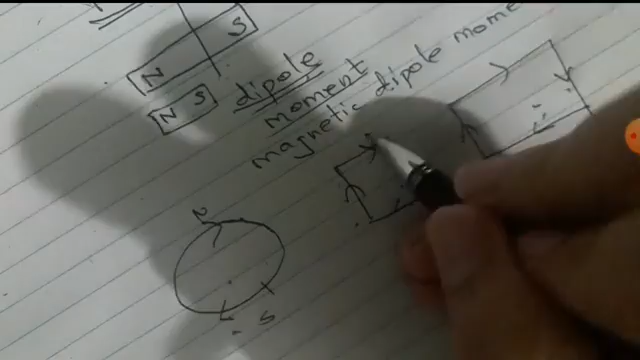 S
N
N S
dipole
moment
magnetic dipole mome
N
S